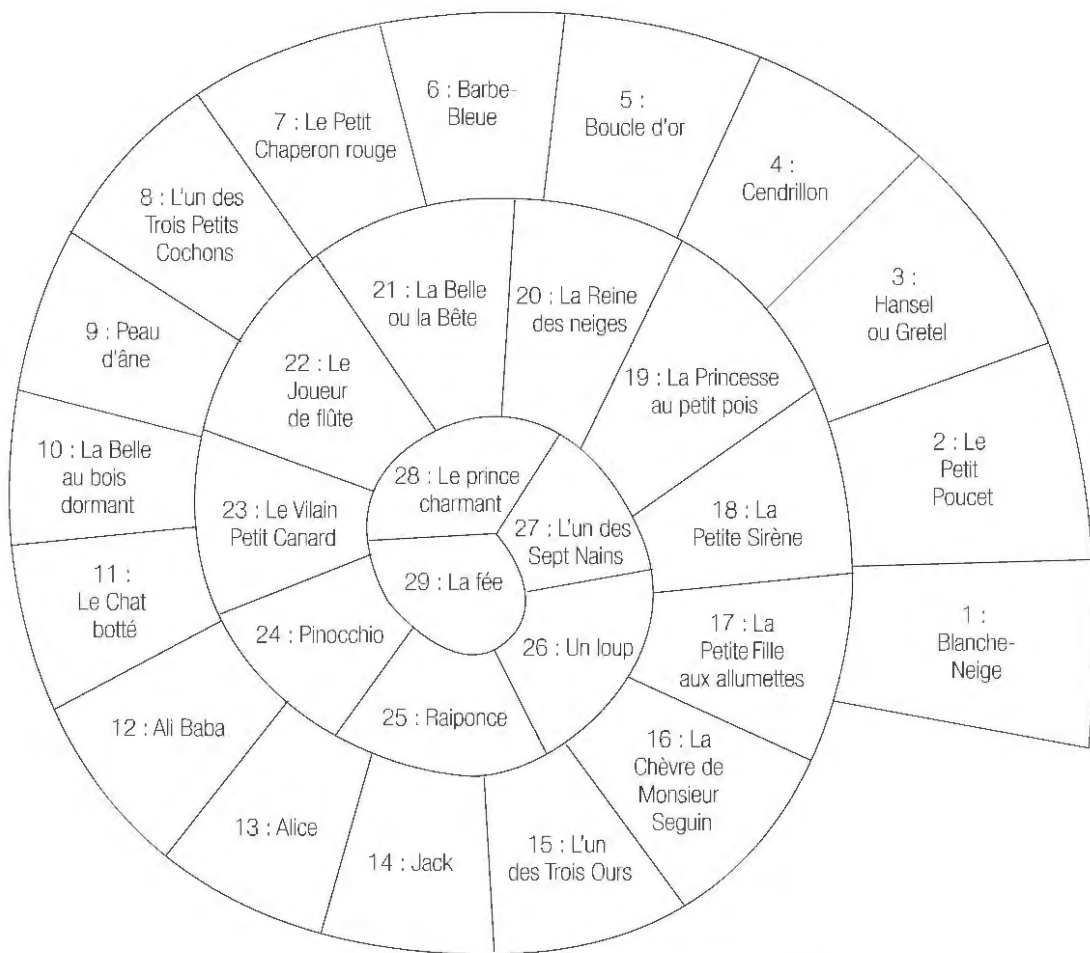 1 :
Blanche-
Neige
2 : Le
Petit
Poucet
3 :
Hansel
ou Gretel
4 :
Cendrillon
5 :
Boucle d'or
6 : Barbe-
Bleue
7 : Le Petit
Chaperon rouge
8 : L'un des
Trois Petits
Cochons
9 : Peau
d'âne
10 : La Belle
au bois
dormant
11 :
Le Chat
botté
12 : Ali Baba
13 : Alice
14 : Jack
15 : L'un
des Trois Ours
16 : La
Chèvre de
Monsieur
Seguin
17 : La
Petite Fille
aux allumettes
18 : La
Petite Sirène
19 : La Princesse
au petit pois
20 : La Reine
des neiges
21 : La Belle
ou la Bête
22 : Le
Joueur
de flûte
23 : Le Vilain
Petit Canard
24 : Pinocchio
25 : Raiponce
26 : Un loup
27 : L'un des
Sept Nains
28 : Le prince
charmant
29 : La fée